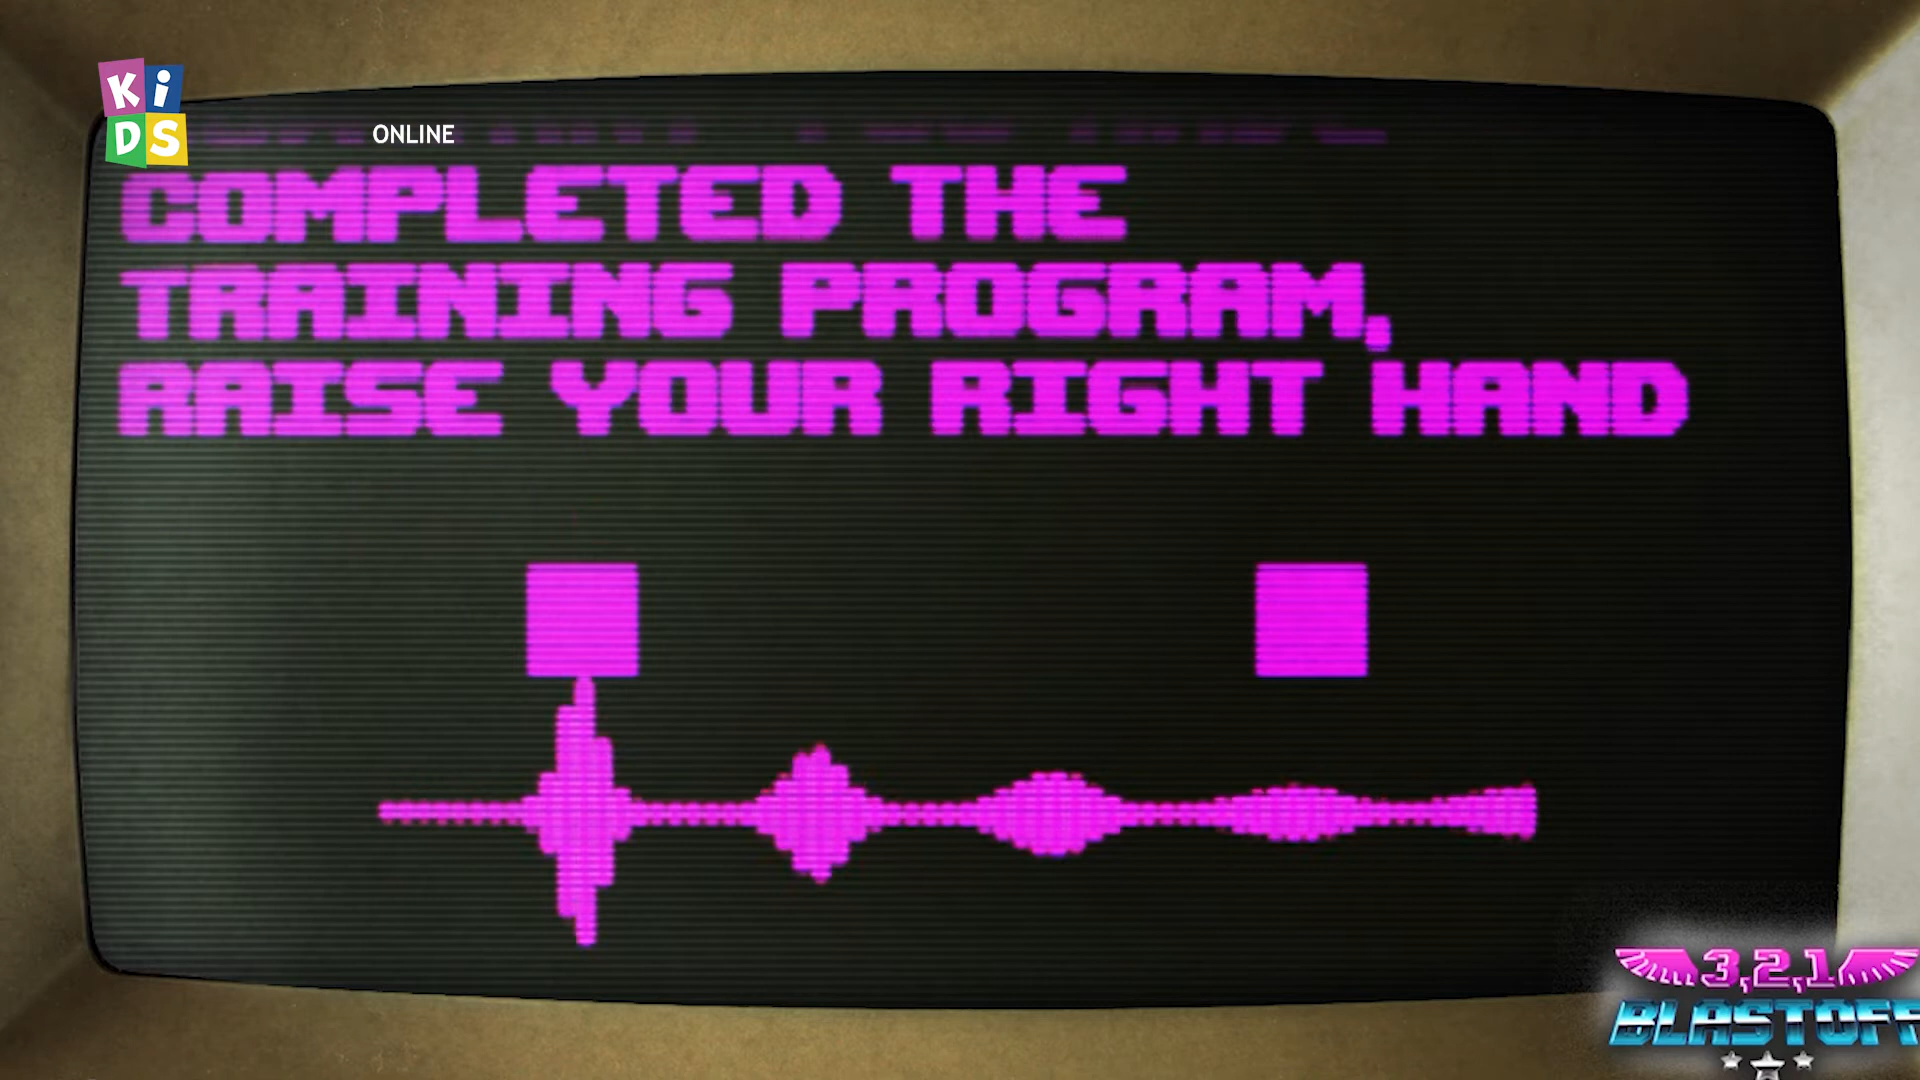 KiDS
ONLINE
COMPLETED THE
TRAINING PROGRAM,
RAISE YOUR RIGHT HAND
3,2,1
BLASTOFF